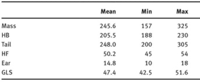 Mean Min Max
Mass 245.6 157 325
HB 205.5 188 230
Tail 248.0 200 305
HF 50.2 45 54
Ear 14.8 10 18
GLS 47.4 42.5 51.6